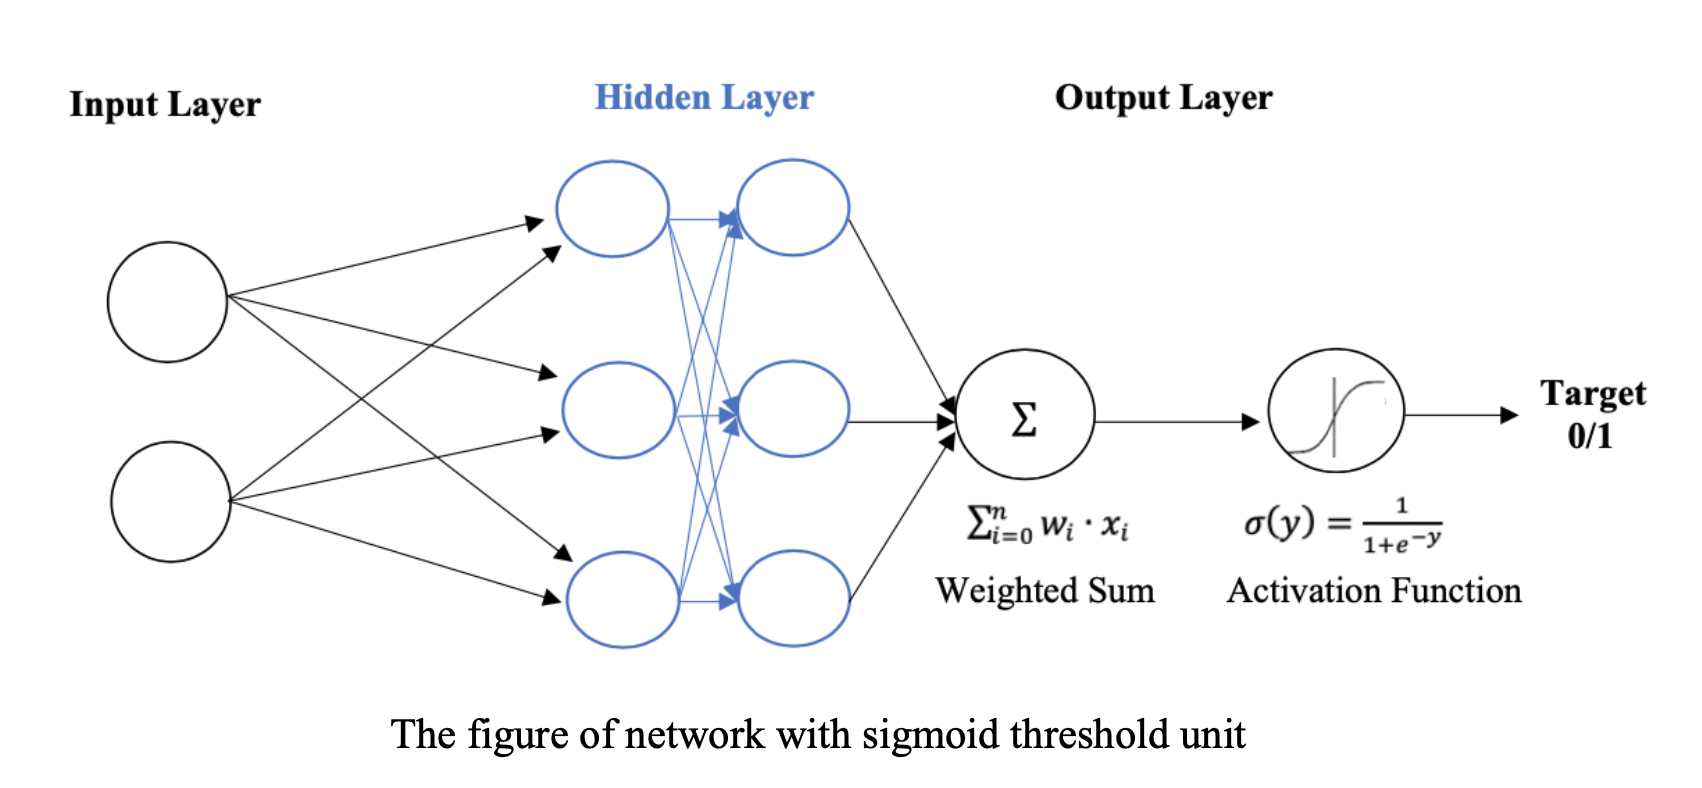 Input Layer
Hidden Layer
Output Layer
Σ
Target
0/1
∑ⁿᵢ₌₀ wᵢ · xᵢ
σ(y) = 1/(1+e⁻ʸ)
Weighted Sum
Activation Function
The figure of network with sigmoid threshold unit